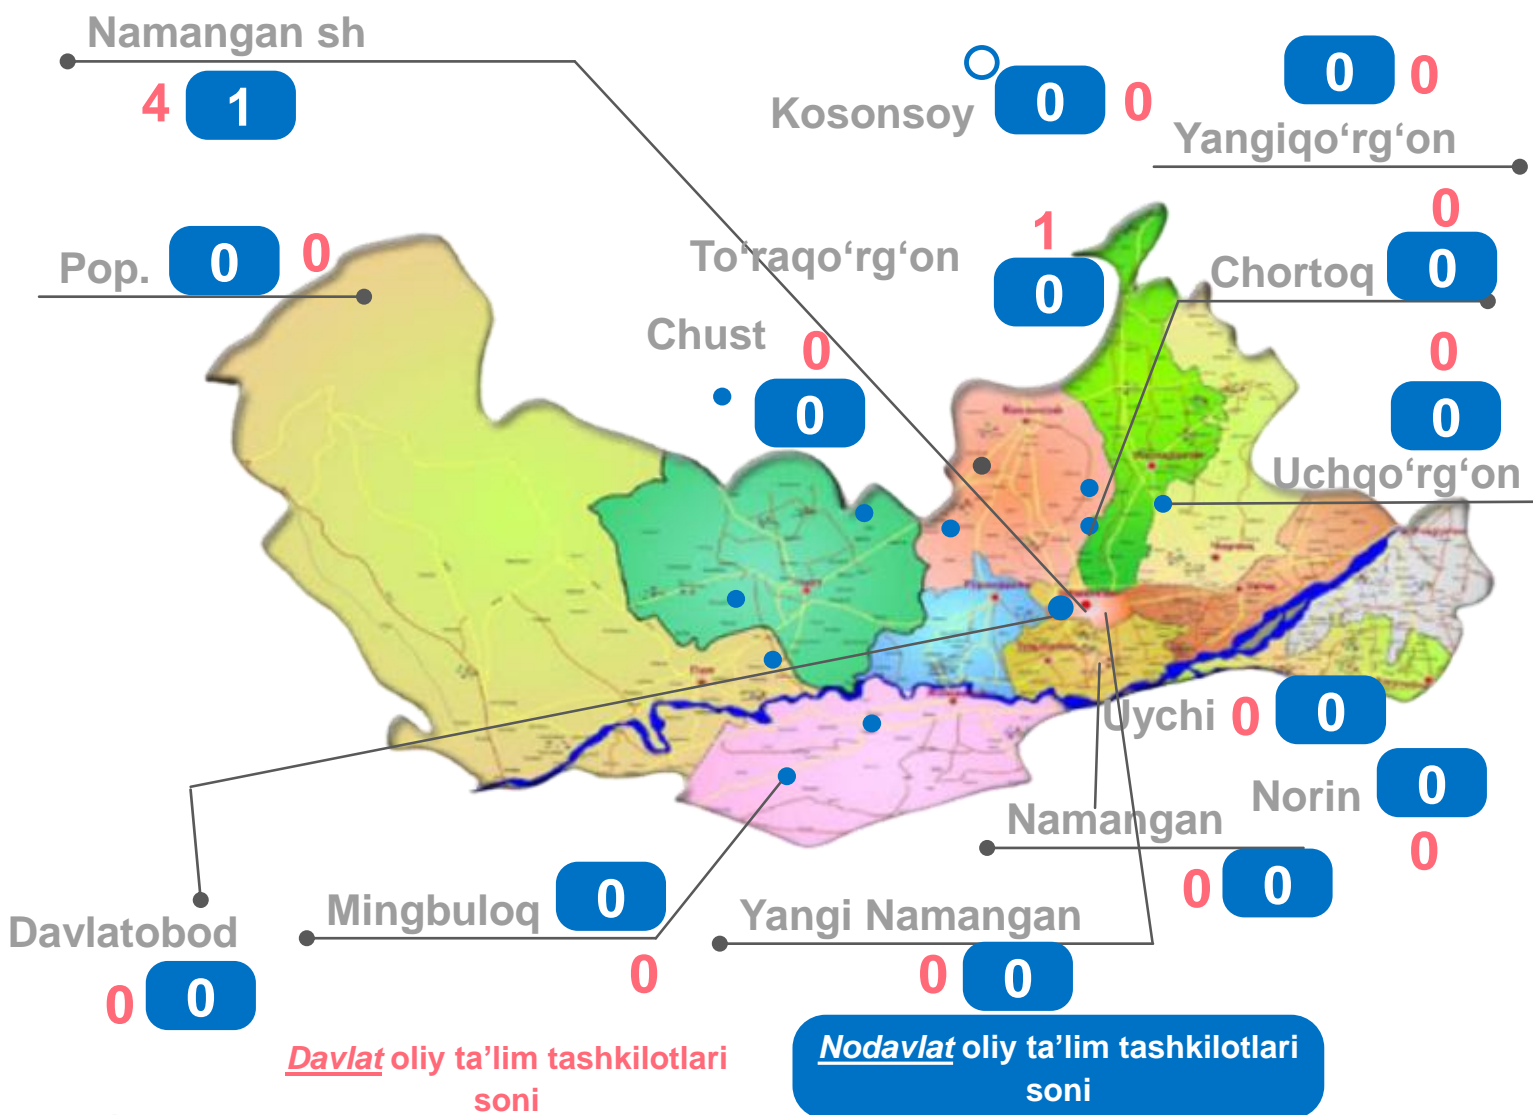 Namangan sh
4 1
Kosonsoy 0 0
0 0
Yangiqo‘rg‘on
Pop. 0 0
To‘raqo‘rg‘on
1
0
0
Chortoq 0
Chust 0
0
0
0
Uchqo‘rg‘on
Uychi 0 0
Norin 0
0
Namangan
0 0
Mingbuloq 0
0
Yangi Namangan
0 0
Davlatobod
0 0
Davlat oliy ta’lim tashkilotlari
soni
Nodavlat oliy ta’lim tashkilotlari
soni